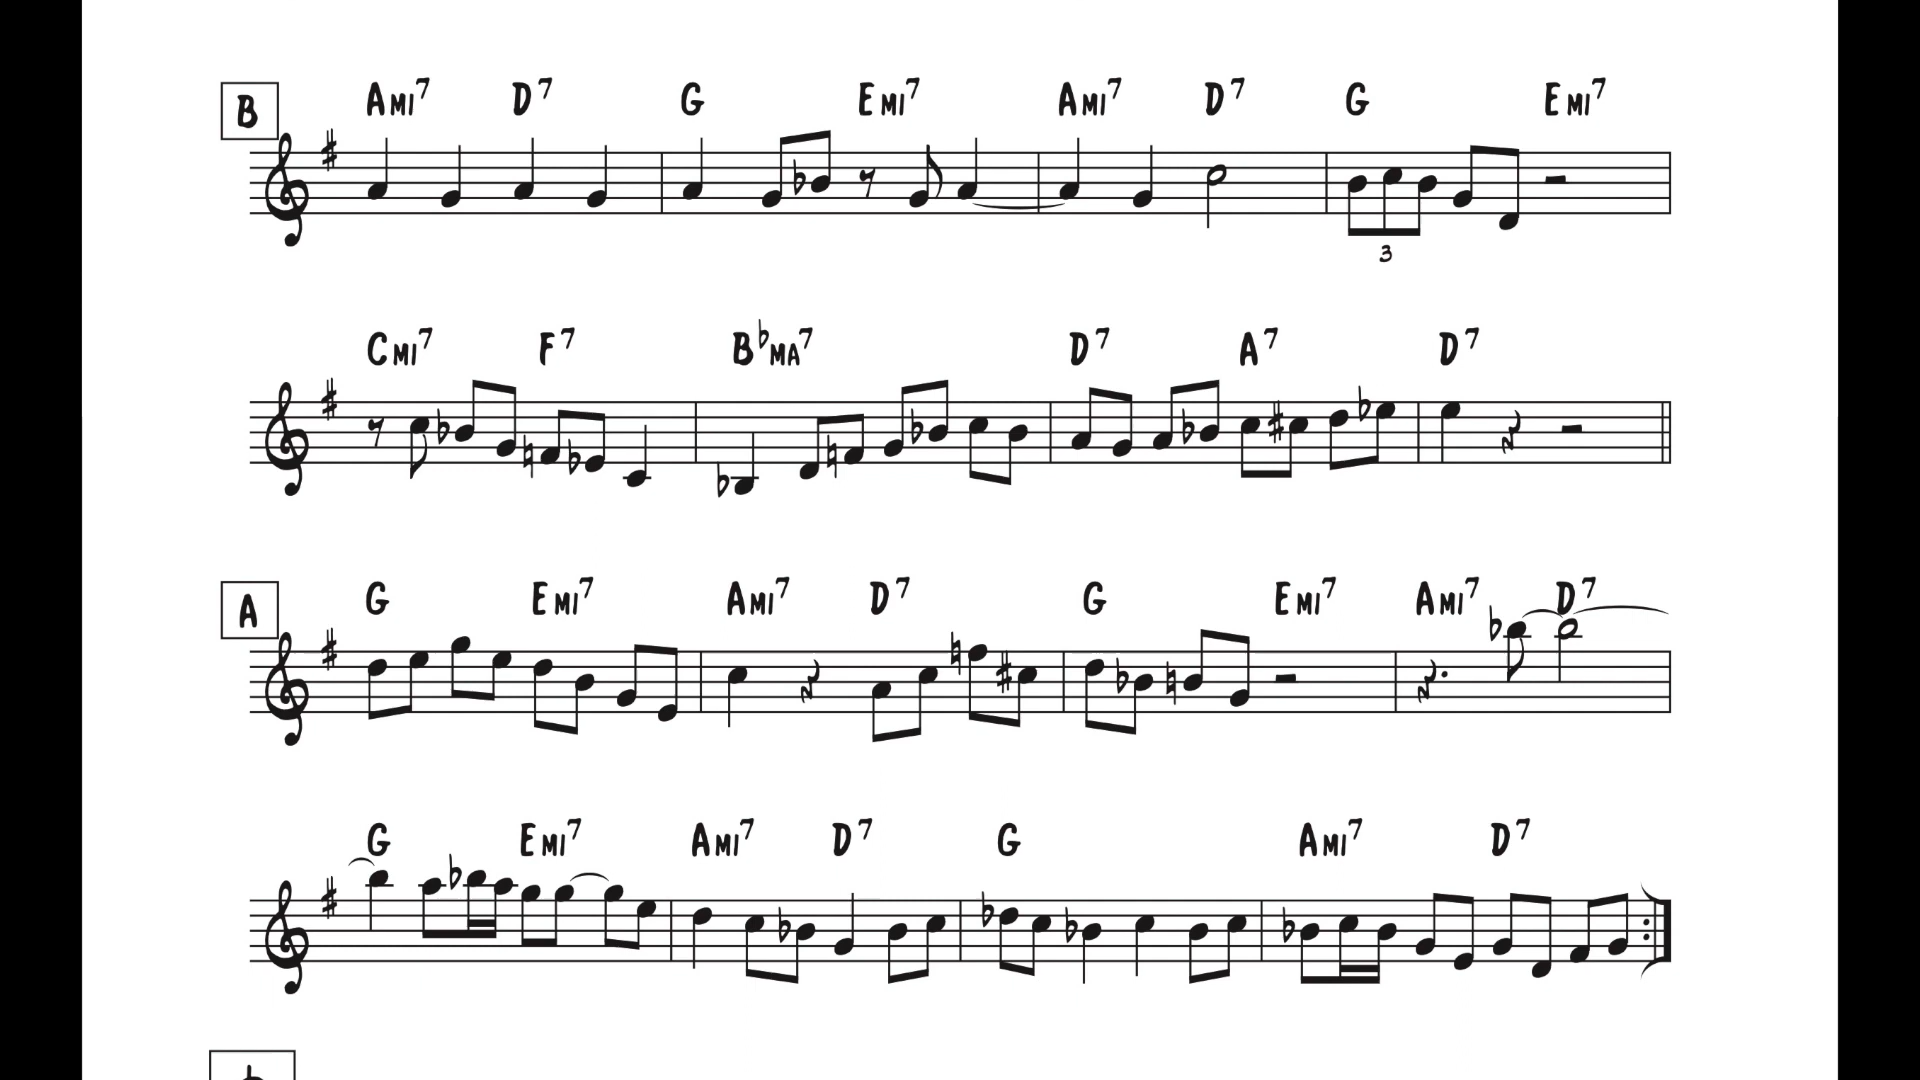 B
Ami7 D7 G Emi7 Ami7 D7 G Emi7
3
Cmi7 F7 B♭ma7 D7 A7 D7
A
G Emi7 Ami7 D7 G Emi7 Ami7 D7
G Emi7 Ami7 D7 G Ami7 D7